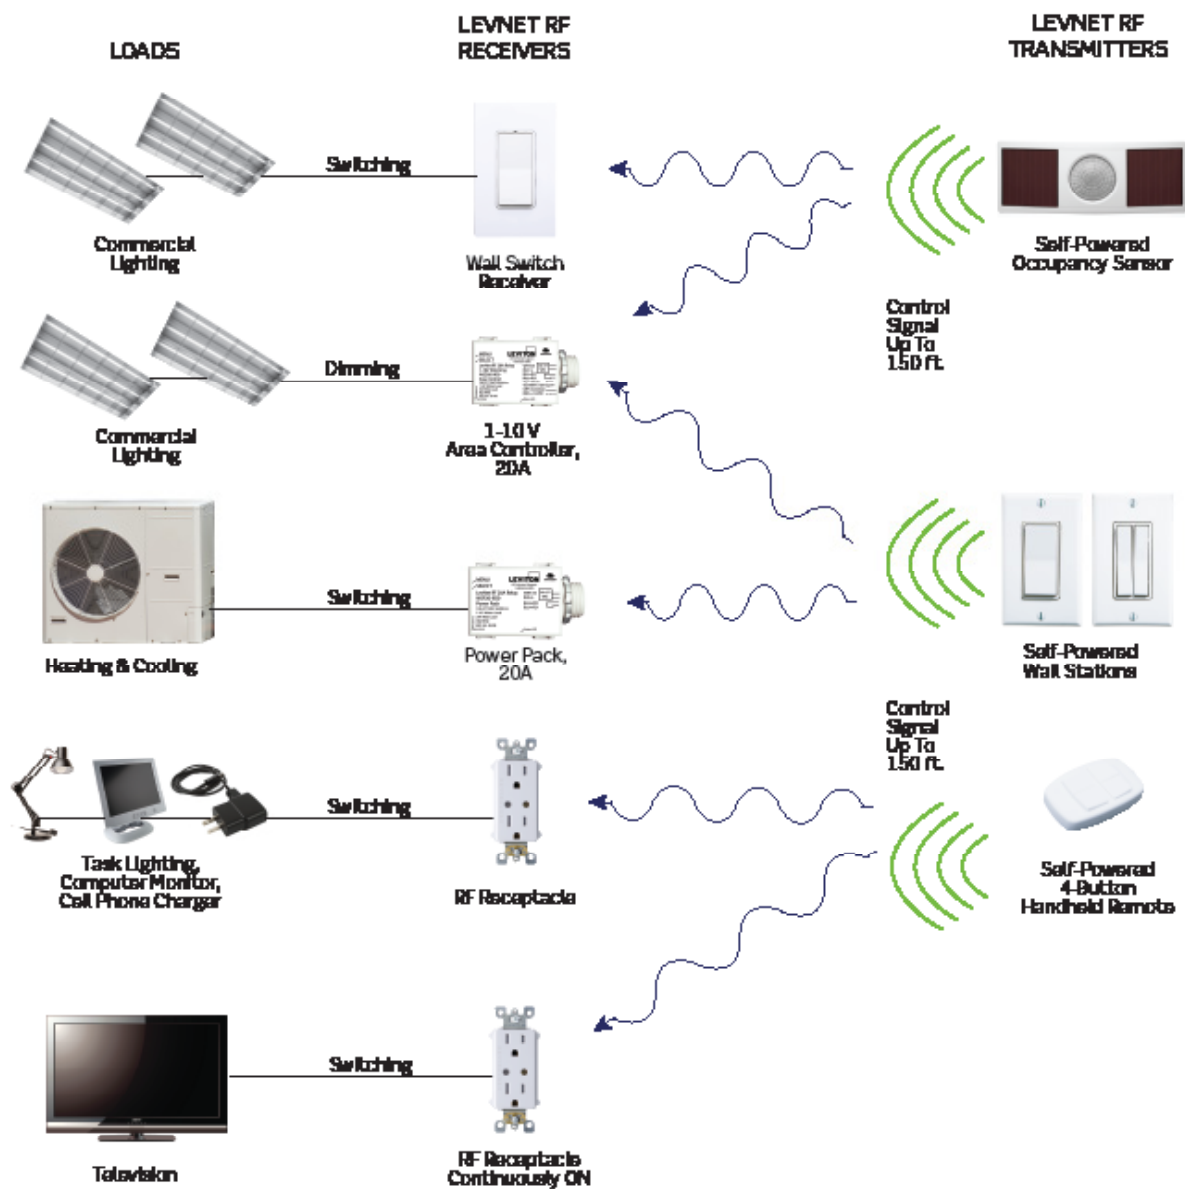 LOADS
LEVNET RF
RECEIVERS
LEVNET RF
TRANSMITTERS
Switching
Commercial
Lighting
Wall Switch
Receiver
Self-Powered
Occupancy Sensor
Control
Signal
Up To
150 ft.
Dimming
LEVITON
Commercial
Lighting
1-10 V
Area Controller,
20A
Switching
LEVITON
Heating & Cooling
Power Pack,
20A
Self-Powered
Wall Stations
Control
Signal
Up To
150 ft.
Switching
Task Lighting,
Computer Monitor,
Cell Phone Charger
RF Receptacle
Self-Powered
4-Button
Handheld Remote
Switching
Television
RF Receptacle
Continuously ON